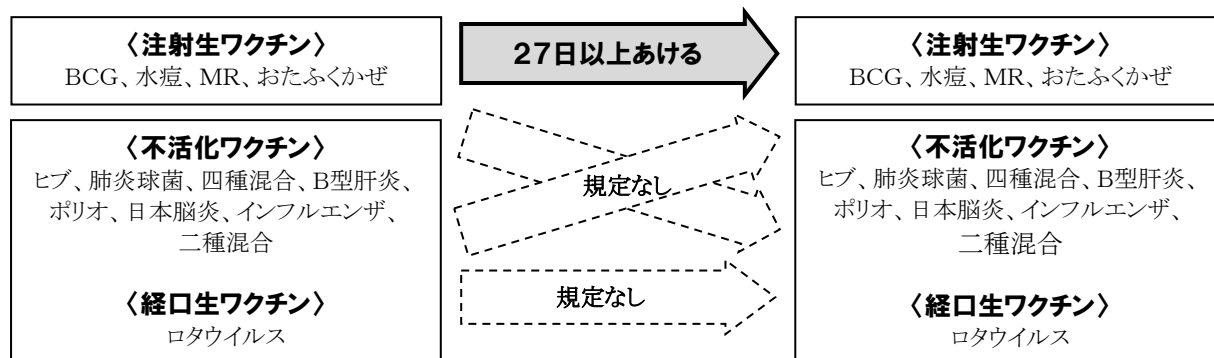 〈注射生ワクチン〉
BCG、水痘、MR、おたふくかぜ
〈不活化ワクチン〉
ヒブ、肺炎球菌、四種混合、B型肝炎、
ポリオ、日本脳炎、インフルエンザ、
二種混合
〈経口生ワクチン〉
ロタウイルス
27日以上あける
規定なし
規定なし
〈注射生ワクチン〉
BCG、水痘、MR、おたふくかぜ
〈不活化ワクチン〉
ヒブ、肺炎球菌、四種混合、B型肝炎、
ポリオ、日本脳炎、インフルエンザ、
二種混合
〈経口生ワクチン〉
ロタウイルス